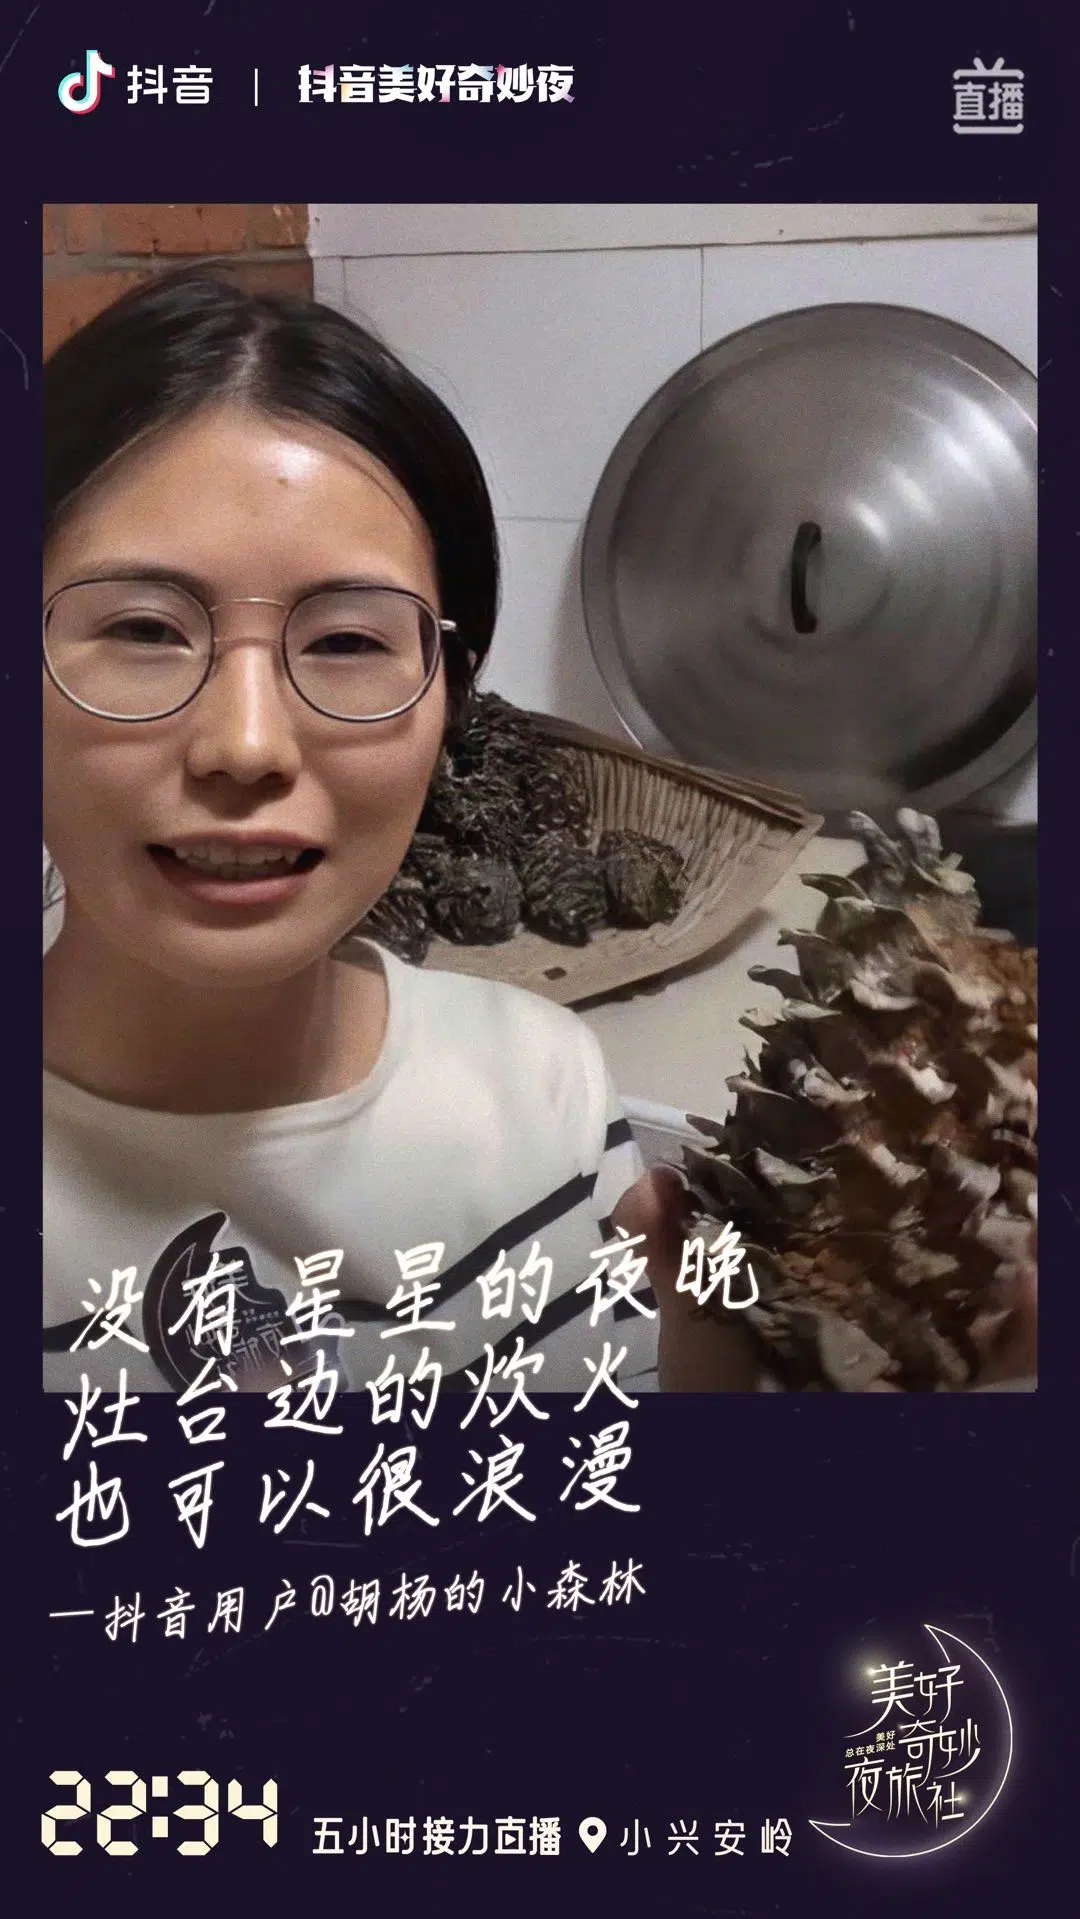 抖音 | 抖音美好奇妙夜
直播
没有星星的夜晚
灶台边的炊火
也可以很浪漫
—抖音用户@胡杨的小森林
美好
奇妙
美好
总在夜深处
夜旅社
22:34 五小时接力直播 小兴安岭